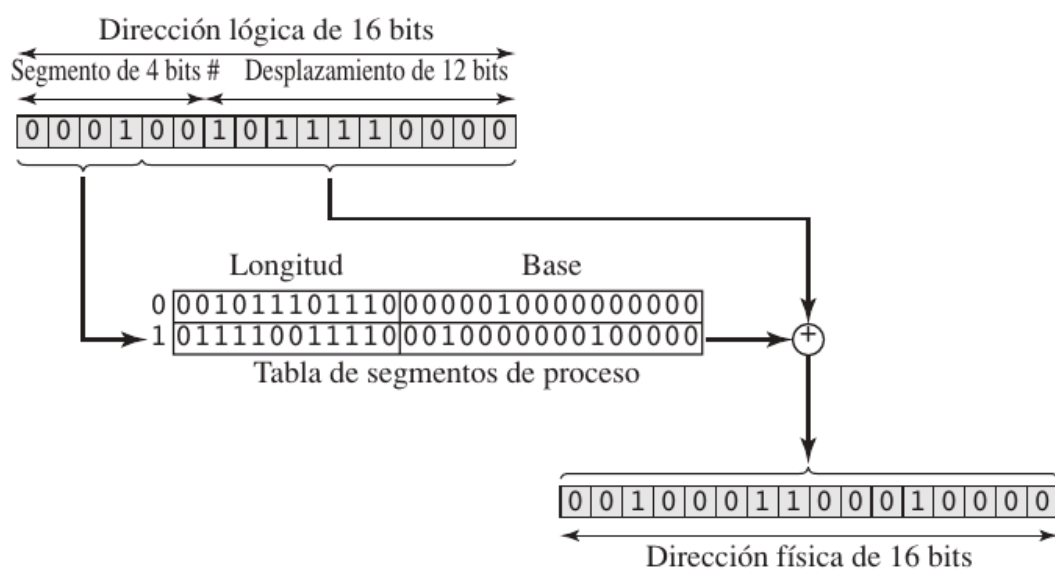 Dirección lógica de 16 bits
Segmento de 4 bits # Desplazamiento de 12 bits
0 0 0 1 0 0 1 0 1 1 1 1 0 0 0 0
Longitud Base
0 001011101110 0000010000000000
1 011110011110 0010000000100000
+
Tabla de segmentos de proceso
0 0 1 0 0 0 1 1 0 0 0 1 0 0 0 0
Dirección física de 16 bits